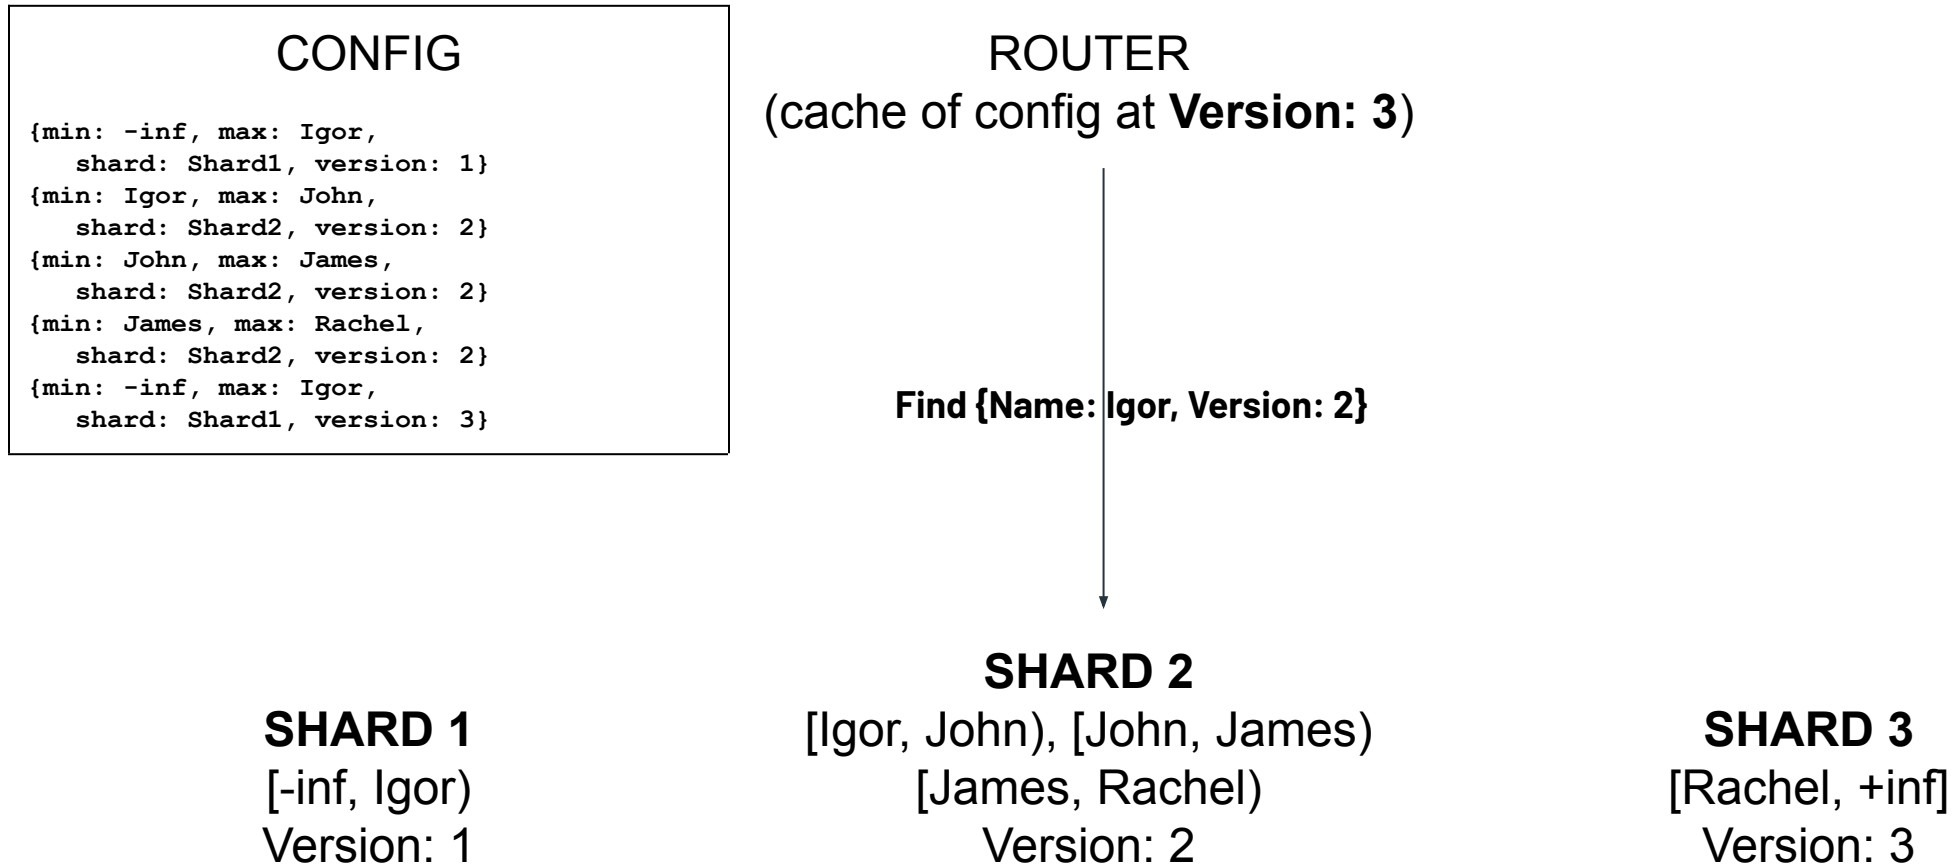 CONFIG
{min: -inf, max: Igor,
shard: Shard1, version: 1}
{min: Igor, max: John,
shard: Shard2, version: 2}
{min: John, max: James,
shard: Shard2, version: 2}
{min: James, max: Rachel,
shard: Shard2, version: 2}
{min: -inf, max: Igor,
shard: Shard1, version: 3}
ROUTER
(cache of config at Version: 3)
Find {Name: Igor, Version: 2}
SHARD 1
[-inf, Igor)
Version: 1
SHARD 2
[Igor, John), [John, James)
[James, Rachel)
Version: 2
SHARD 3
[Rachel, +inf]
Version: 3